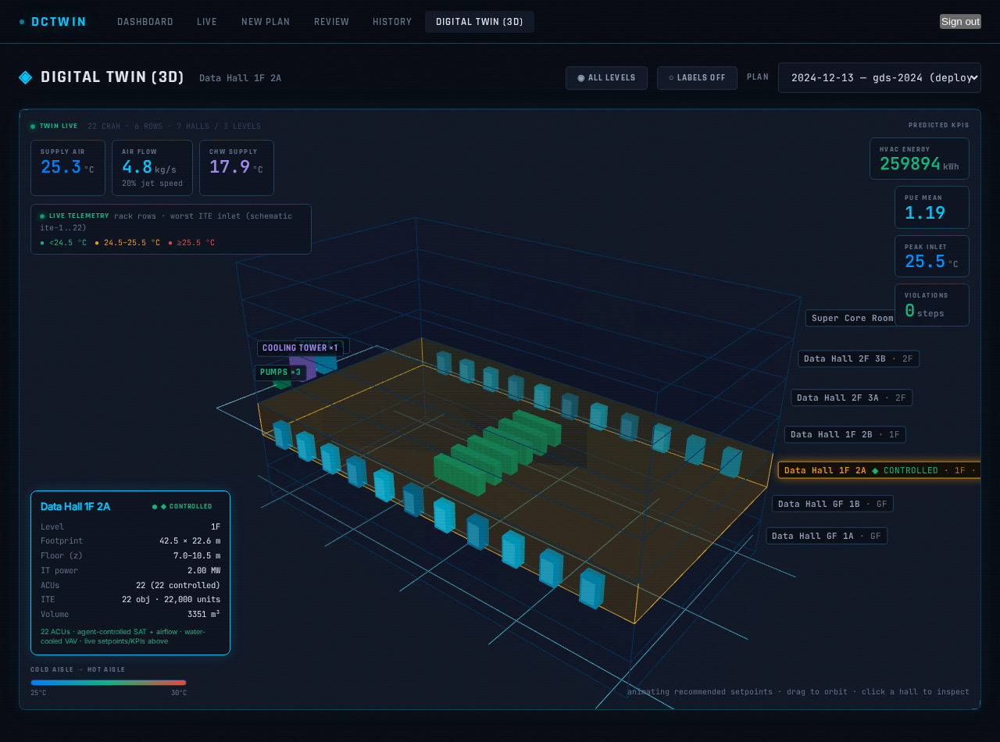 DCTWIN
DASHBOARD
LIVE
NEW PLAN
REVIEW
HISTORY
DIGITAL TWIN (3D)
Sign out
DIGITAL TWIN (3D)
Data Hall 1F 2A
◉ ALL LEVELS
○ LABELS OFF
PLAN
2024-12-13 — gds-2024 (deploy
TWIN LIVE
22 CRAH · 6 ROWS · 7 HALLS / 3 LEVELS
SUPPLY AIR
25.3 °C
AIR FLOW
4.8 kg/s
20% jet speed
CHW SUPPLY
17.9 °C
LIVE TELEMETRY rack rows · worst ITE inlet (schematic
ite-1..22)
● <24.5 °C ● 24.5–25.5 °C ● ≥25.5 °C
PREDICTED KPIS
HVAC ENERGY
259894 kWh
PUE MEAN
1.19
PEAK INLET
25.5 °C
VIOLATIONS
0 steps
COOLING TOWER ×1
PUMPS ×3
Super Core Room
Data Hall 2F 3B · 2F
Data Hall 2F 3A · 2F
Data Hall 1F 2B · 1F
Data Hall 1F 2A ◆ CONTROLLED · 1F ·
Data Hall GF 1B · GF
Data Hall GF 1A · GF
Data Hall 1F 2A
● ◆ CONTROLLED
Level 1F
Footprint 42.5 × 22.6 m
Floor (z) 7.0–10.5 m
IT power 2.00 MW
ACUs 22 (22 controlled)
ITE 22 obj · 22,000 units
Volume 3351 m³
22 ACUs · agent-controlled SAT + airflow · water-
cooled VAV · live setpoints/KPIs above
COLD AISLE → HOT AISLE
25°C 30°C
animating recommended setpoints · drag to orbit · click a hall to inspect